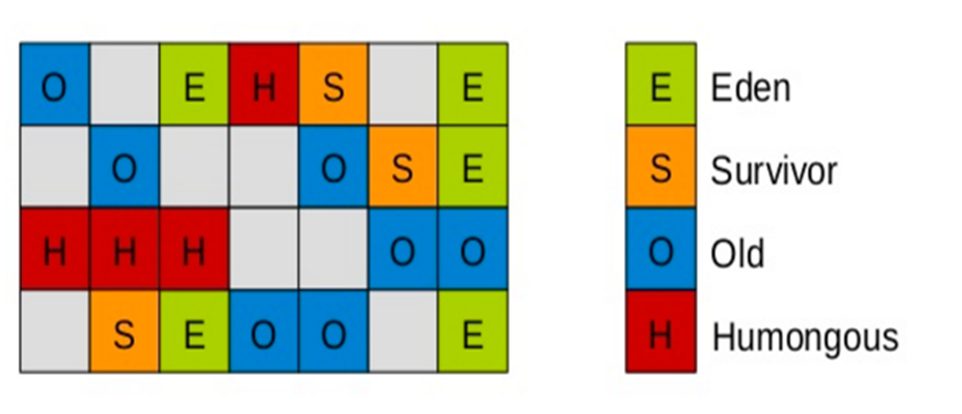 O E H S E
O O S E
H H H O O
S E O O E
E Eden
S Survivor
O Old
H Humongous